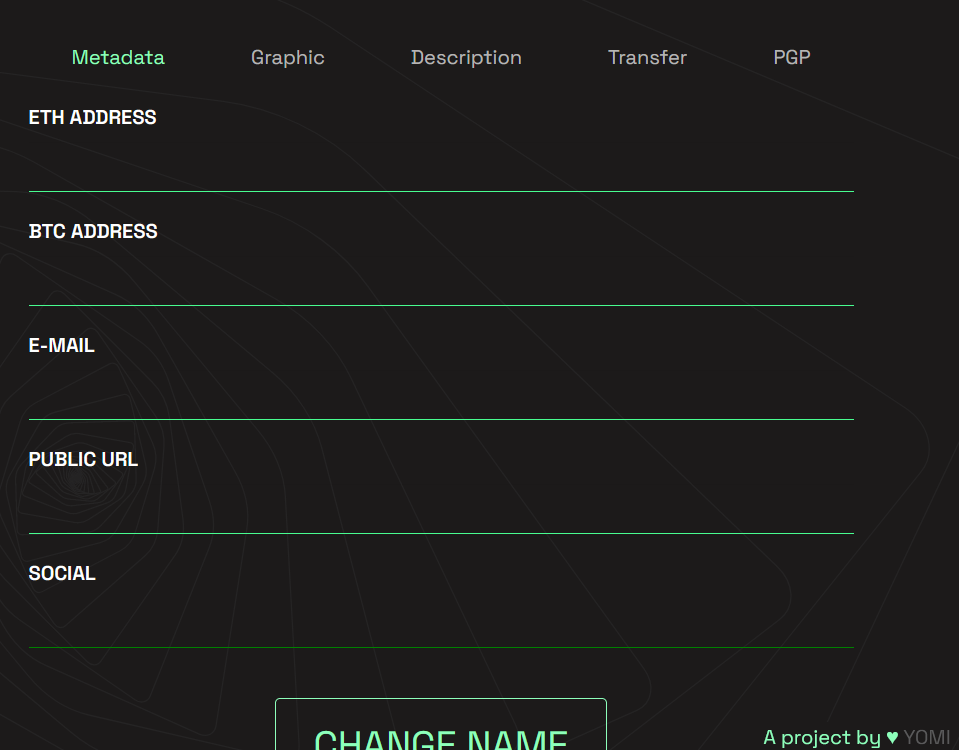 Metadata Graphic Description Transfer PGP
ETH ADDRESS
BTC ADDRESS
E-MAIL
PUBLIC URL
SOCIAL
CHANGE NAME
A project by ♥ YOMI